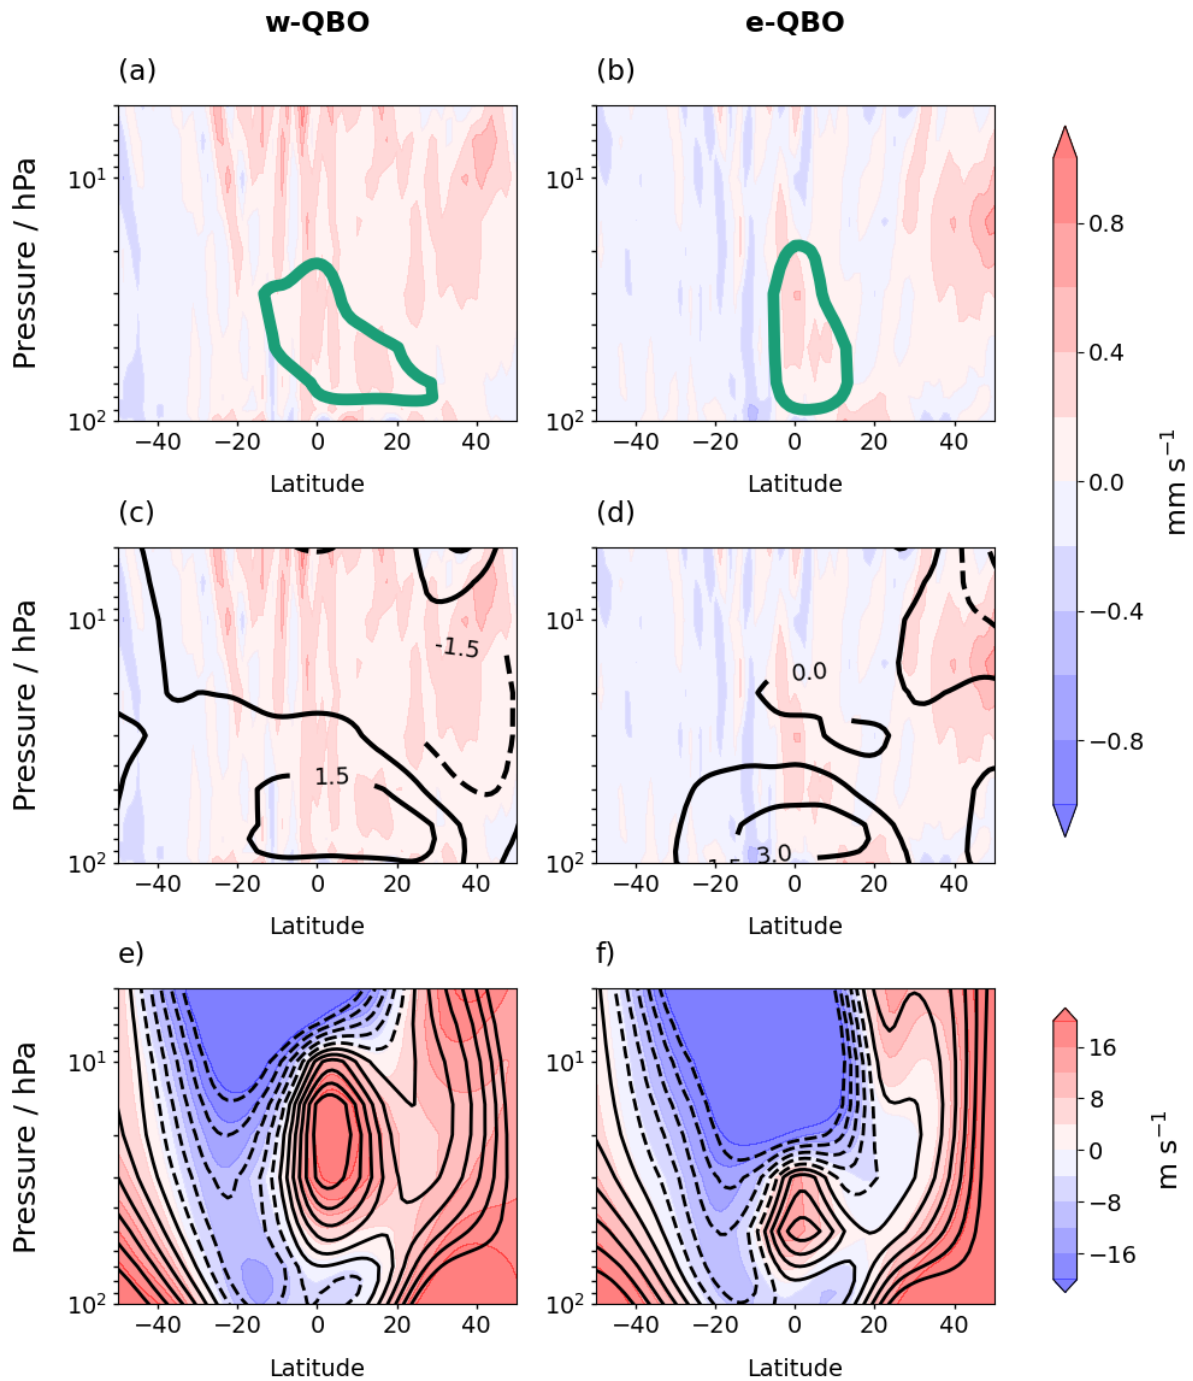 w-QBO e-QBO
(a) (b)
Pressure / hPa
10¹ 10²
−40 −20 0 20 40
Latitude
10¹ 10²
−40 −20 0 20 40
Latitude
0.8
0.4
0.0
−0.4
−0.8
mm s⁻¹
(c) (d)
Pressure / hPa
10¹ 10²
-1.5
1.5
−40 −20 0 20 40
Latitude
10¹ 10²
0.0
3.0
−40 −20 0 20 40
Latitude
e) f)
Pressure / hPa
10¹ 10²
−40 −20 0 20 40
Latitude
10¹ 10²
−40 −20 0 20 40
Latitude
16
8
0
−8
−16
m s⁻¹